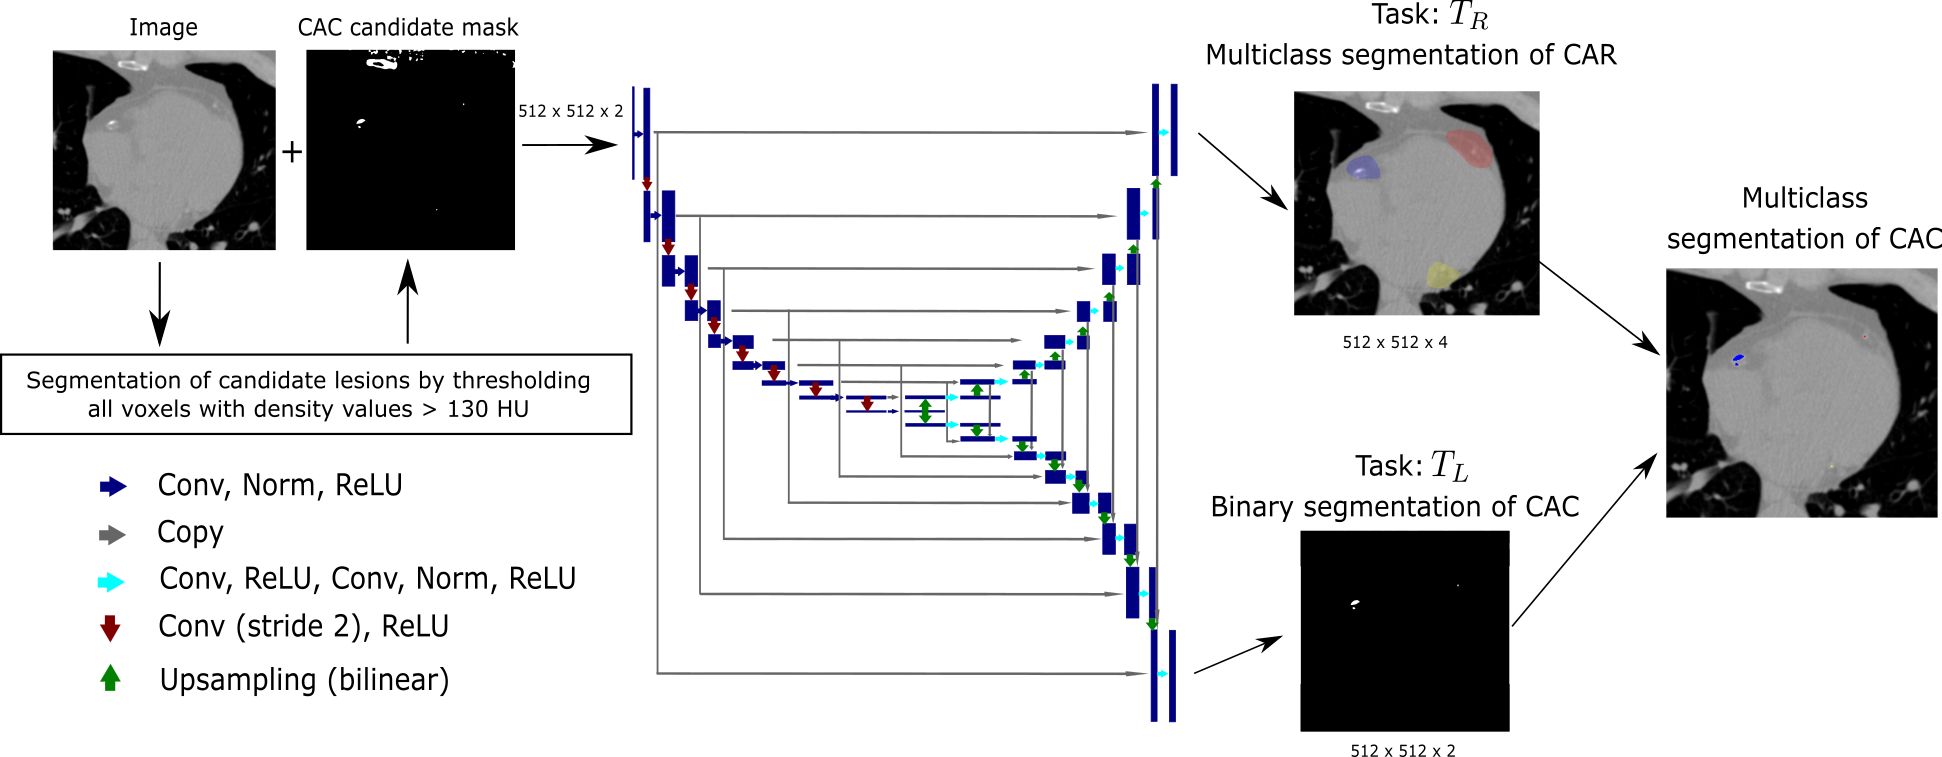 Image
CAC candidate mask
+
512 x 512 x 2
Segmentation of candidate lesions by thresholding
all voxels with density values > 130 HU
Conv, Norm, ReLU
Copy
Conv, ReLU, Conv, Norm, ReLU
Conv (stride 2), ReLU
Upsampling (bilinear)
Task: T_R
Multiclass segmentation of CAR
512 x 512 x 4
Task: T_L
Binary segmentation of CAC
512 x 512 x 2
Multiclass
segmentation of CAC